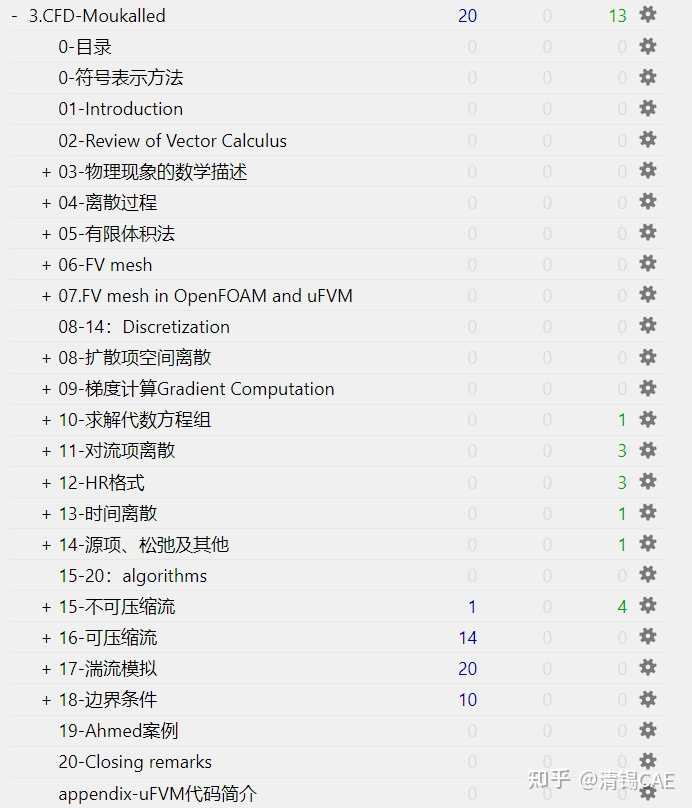 - 3.CFD-Moukalled 20 0 13
0-目录 0 0 0
0-符号表示方法 0 0 0
01-Introduction 0 0 0
02-Review of Vector Calculus 0 0 0
+ 03-物理现象的数学描述 0 0 0
+ 04-离散过程 0 0 0
+ 05-有限体积法 0 0 0
+ 06-FV mesh 0 0 0
+ 07.FV mesh in OpenFOAM and uFVM 0 0 0
08-14：Discretization 0 0 0
+ 08-扩散项空间离散 0 0 0
+ 09-梯度计算Gradient Computation 0 0 0
+ 10-求解代数方程组 0 0 1
+ 11-对流项离散 0 0 3
+ 12-HR格式 0 0 3
+ 13-时间离散 0 0 1
+ 14-源项、松弛及其他 0 0 1
15-20：algorithms 0 0 0
+ 15-不可压缩流 1 0 4
+ 16-可压缩流 14 0 0
+ 17-湍流模拟 20 0 0
+ 18-边界条件 10 0 0
19-Ahmed案例 0 0 0
20-Closing remarks 0 0 0
appendix-uFVM代码简介 0 0 0
知乎 @清锡CAE